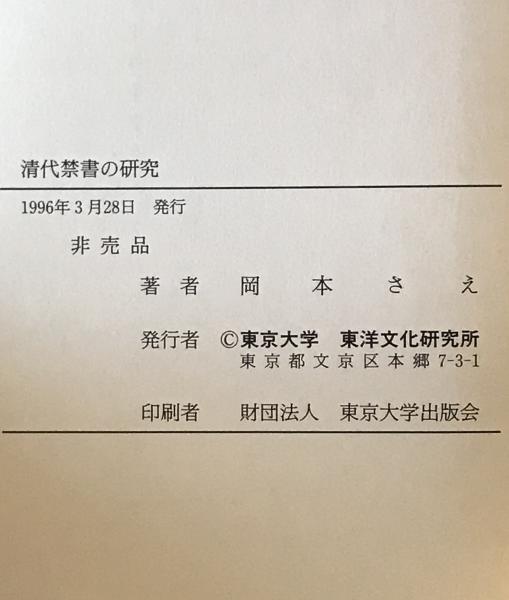 清代禁書の研究
1996年3月28日 発行
非売品
著者 岡本さえ
発行者 ©東京大学 東洋文化研究所
東京都文京区本郷7-3-1
印刷者 財団法人 東京大学出版会